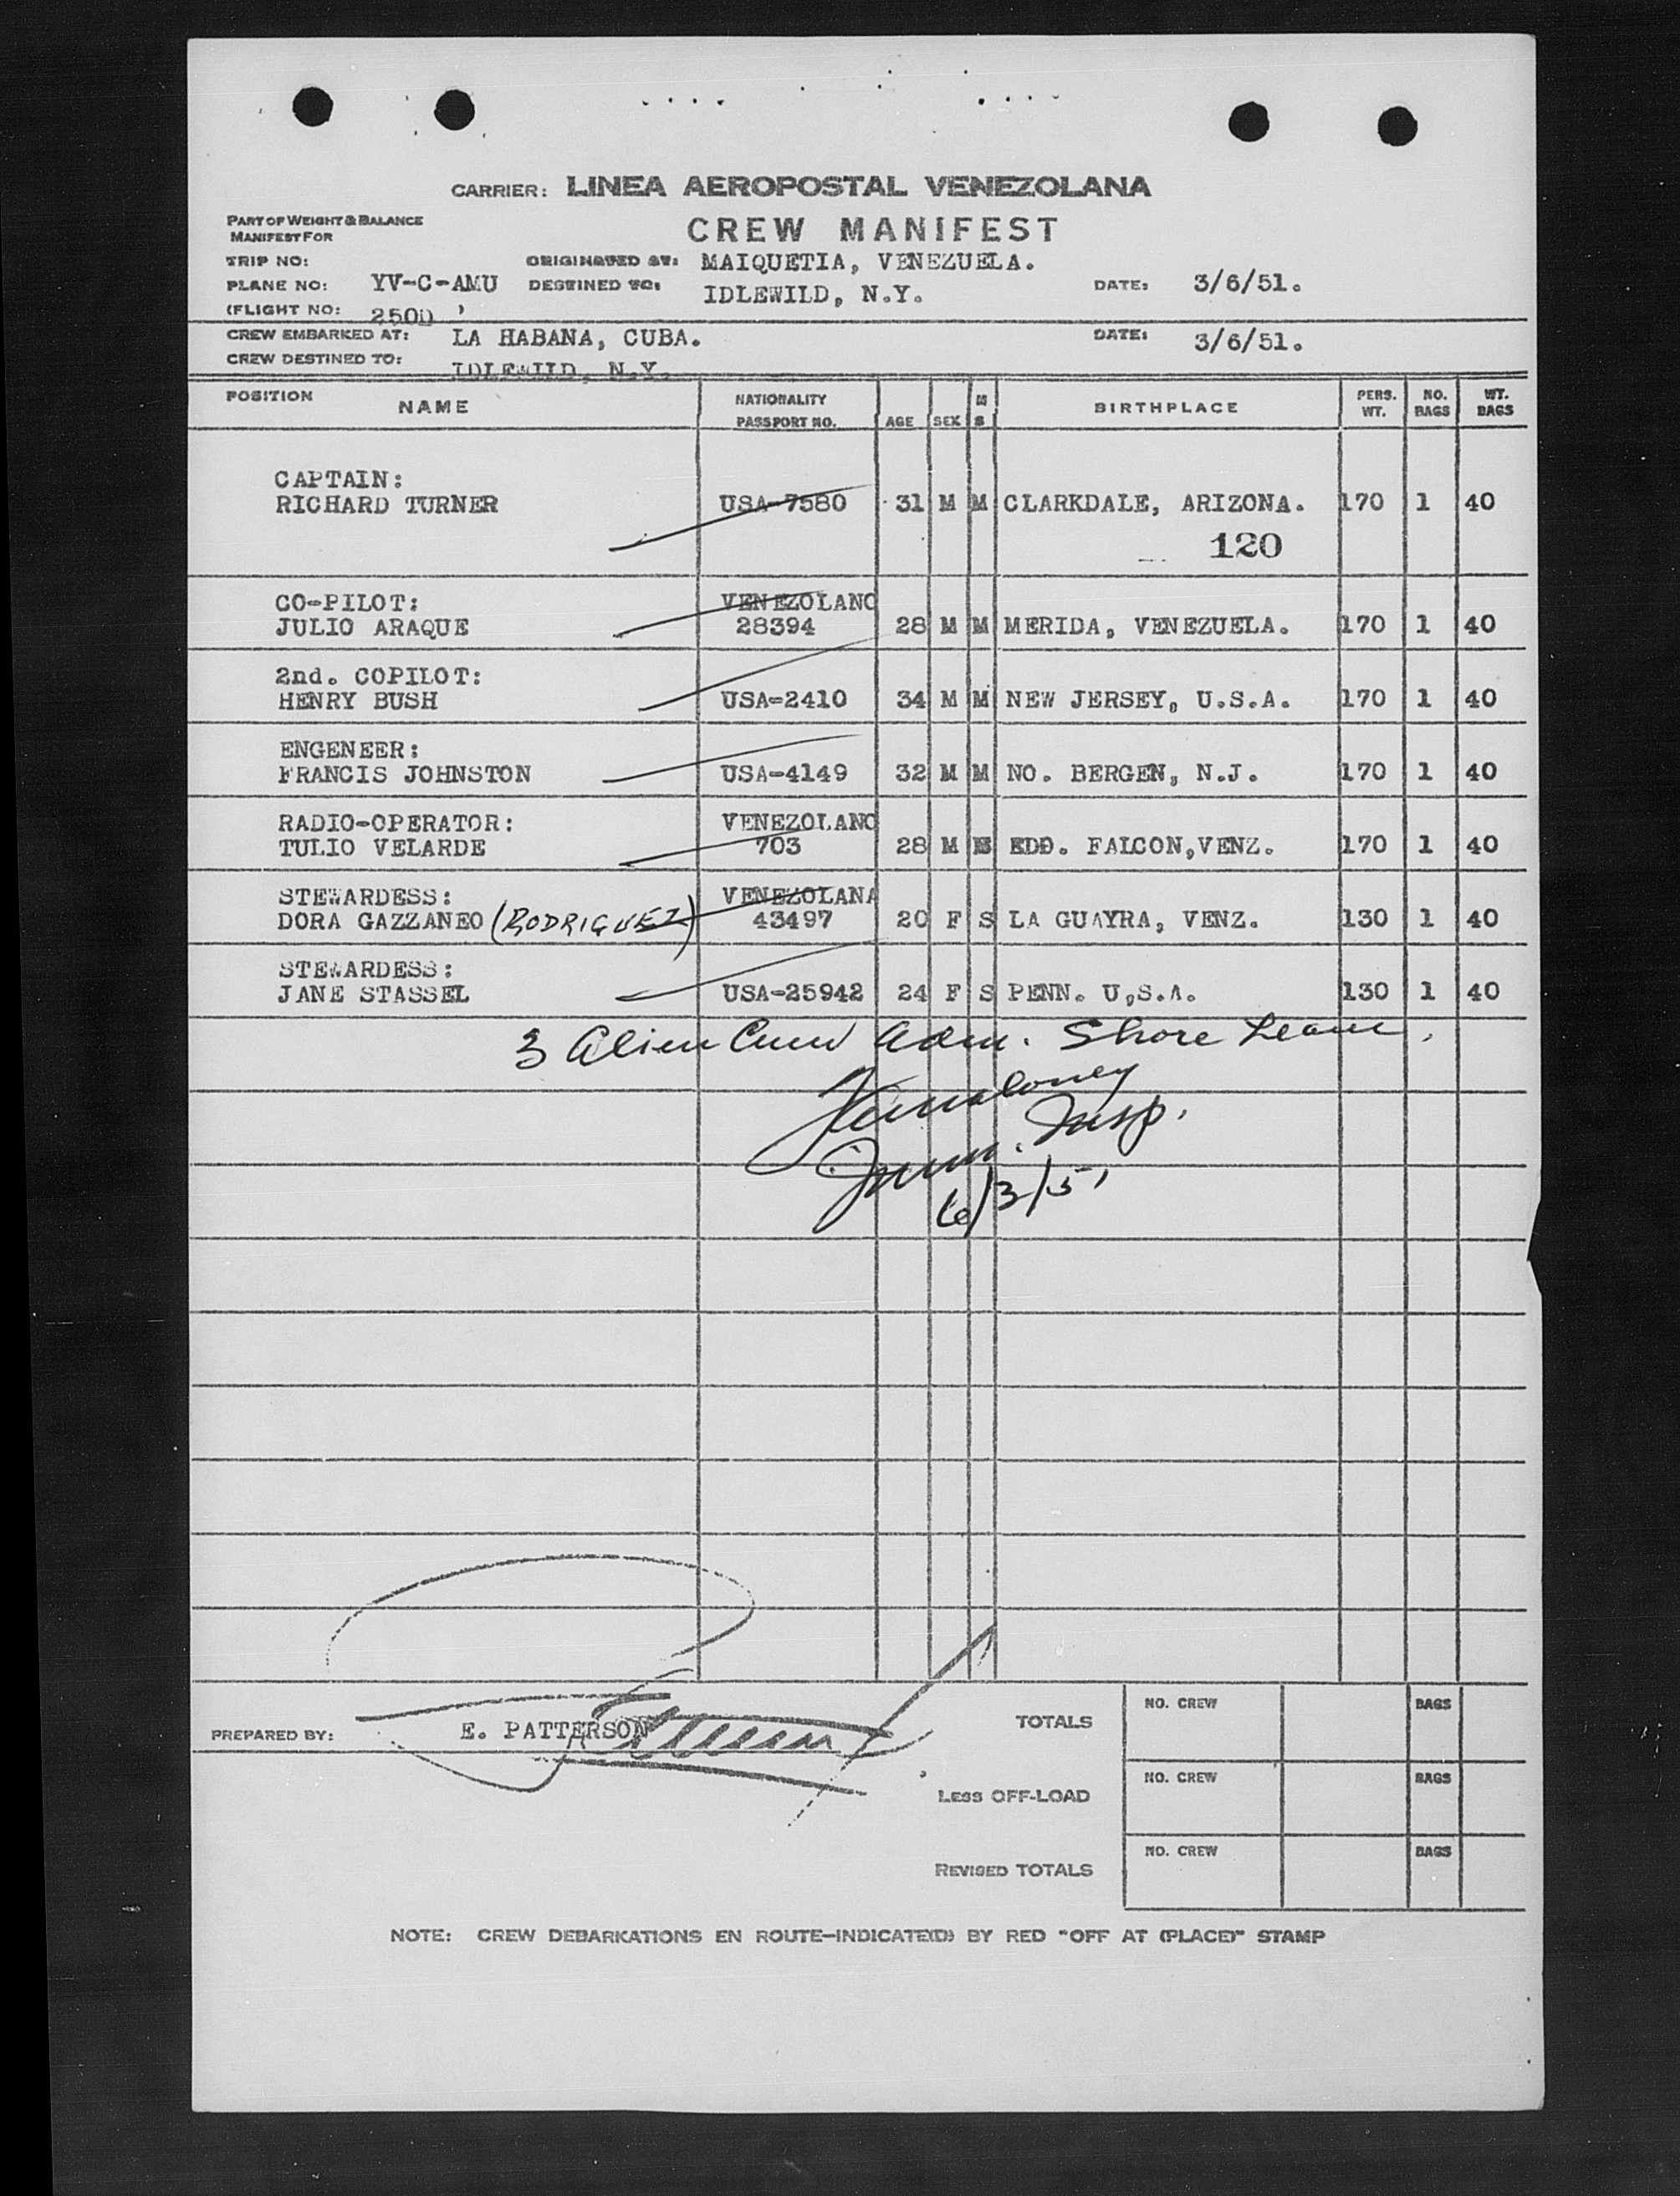 CARRIER: LINEA AEROPOSTAL VENEZOLANA
PART OF WEIGHT & BALANCE
MANIFEST FOR
CREW MANIFEST
TRIP NO: ORIGINATED AT: MAIQUETIA, VENEZUELA.
PLANE NO: YV-C-AMU DESTINED TO: IDLEWILD, N.Y. DATE: 3/6/51.
(FLIGHT NO: 250D )
CREW EMBARKED AT: LA HABANA, CUBA. DATE: 3/6/51.
CREW DESTINED TO: IDLEWILD, N.Y.
POSITION NAME NATIONALITY PASSPORT NO. AGE SEX M S BIRTHPLACE PERS. WT. NO. BAGS WT. BAGS
CAPTAIN:
RICHARD TURNER USA-7580 31 M M CLARKDALE, ARIZONA. 170 1 40
120
CO-PILOT: VENEZOLANO
JULIO ARAQUE 28394 28 M M MERIDA, VENEZUELA. 170 1 40
2nd. COPILOT:
HENRY BUSH USA-2410 34 M M NEW JERSEY, U.S.A. 170 1 40
ENGENEER:
FRANCIS JOHNSTON USA-4149 32 M M NO. BERGEN, N.J. 170 1 40
RADIO-OPERATOR: VENEZOLANO
TULIO VELARDE 703 28 M EDO. FALCON,VENZ. 170 1 40
STEWARDESS: VENEZOLANA
DORA GAZZANEO (RODRIGUEZ) 43497 20 F S LA GUAYRA, VENZ. 130 1 40
STEWARDESS:
JANE STASSEL USA-25942 24 F S PENN. U.S.A. 130 1 40
3 Alien Crew Adm. Shore Leave.
Imm. Insp.
6/3/51
NO. CREW BAGS
PREPARED BY: E. PATTERSON TOTALS
NO. CREW BAGS
LESS OFF-LOAD
NO. CREW BAGS
REVISED TOTALS
NOTE: CREW DEBARKATIONS EN ROUTE-INDICATE(D) BY RED "OFF AT (PLACE)" STAMP